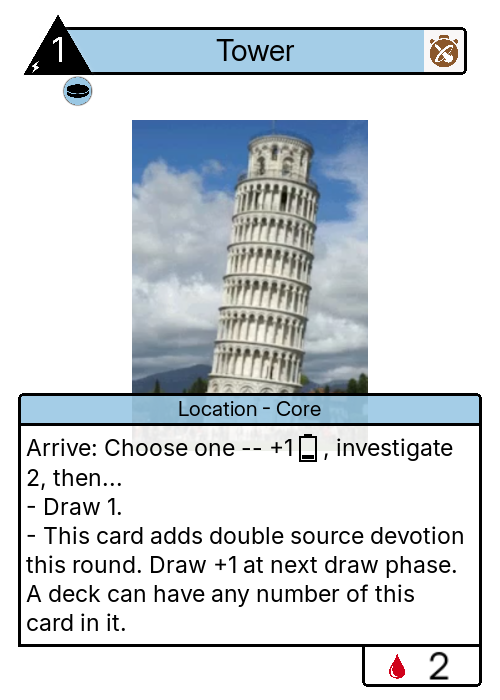 1
Tower
Location - Core
Arrive: Choose one -- +1 , investigate
2, then...
- Draw 1.
- This card adds double source devotion
this round. Draw +1 at next draw phase.
A deck can have any number of this
card in it.
2